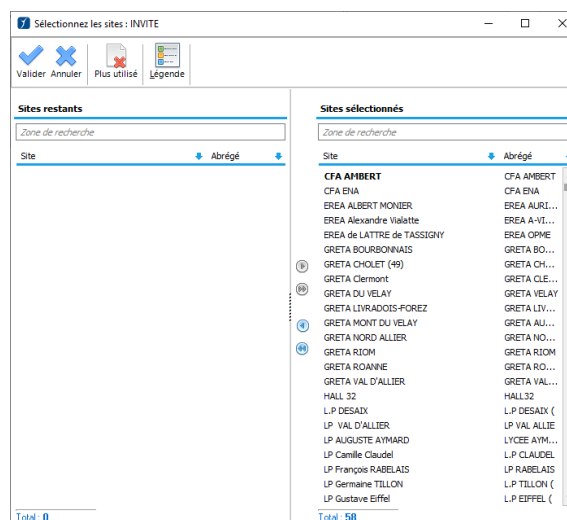 Sélectionnez les sites : INVITE
Valider Annuler Plus utilisé Légende
Sites restants
Zone de recherche
Site Abrégé
Total : 0
Sites sélectionnés
Zone de recherche
Site Abrégé
CFA AMBERT CFA AMBERT
CFA ENA CFA ENA
EREA ALBERT MONIER EREA AURI...
EREA Alexandre Vialatte EREA A-VI...
EREA de LATTRE de TASSIGNY EREA OPME
GRETA BOURBONNAIS GRETA BO...
GRETA CHOLET (49) GRETA CH...
GRETA Clermont GRETA CLE...
GRETA DU VELAY GRETA VELAY
GRETA LIVRADOIS-FOREZ GRETA LIV...
GRETA MONT DU VELAY GRETA AU...
GRETA NORD ALLIER GRETA NO...
GRETA RIOM GRETA RIOM
GRETA ROANNE GRETA RO...
GRETA VAL D'ALLIER GRETA VAL...
HALL 32 HALL32
L.P DESAIX L.P DESAIX (
LP VAL D'ALLIER LP VAL ALLIE
LP AUGUSTE AYMARD LYCEE AYM...
LP Camille Claudel L.P CLAUDEL
LP François RABELAIS LP RABELAIS
LP Germaine TILLON L.P TILLON (
LP Gustave Eiffel L.P EIFFEL (
Total : 58